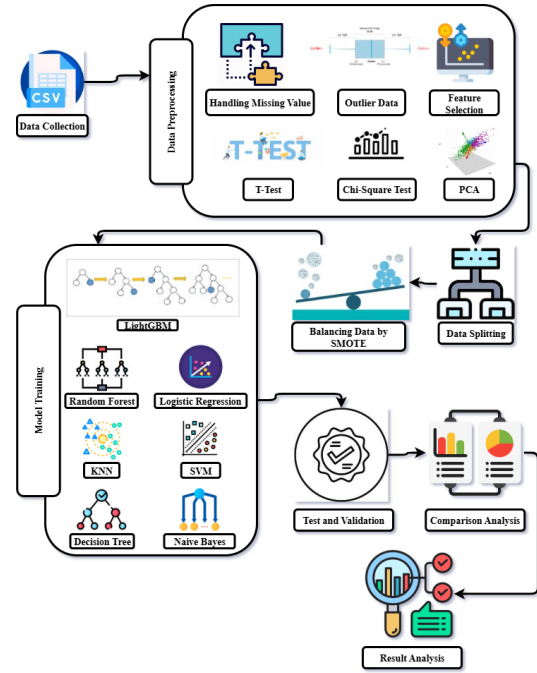 CSV
Data Collection
Data Preprocessing
Handling Missing Value
Outlier Data
Feature
Selection
T-TEST
T-Test
Chi-Square Test
PCA
Data Splitting
Balancing Data by
SMOTE
Model Training
LightGBM
Random Forest
Logistic Regression
KNN
SVM
Decision Tree
Naive Bayes
Test and Validation
Comparison Analysis
Result Analysis